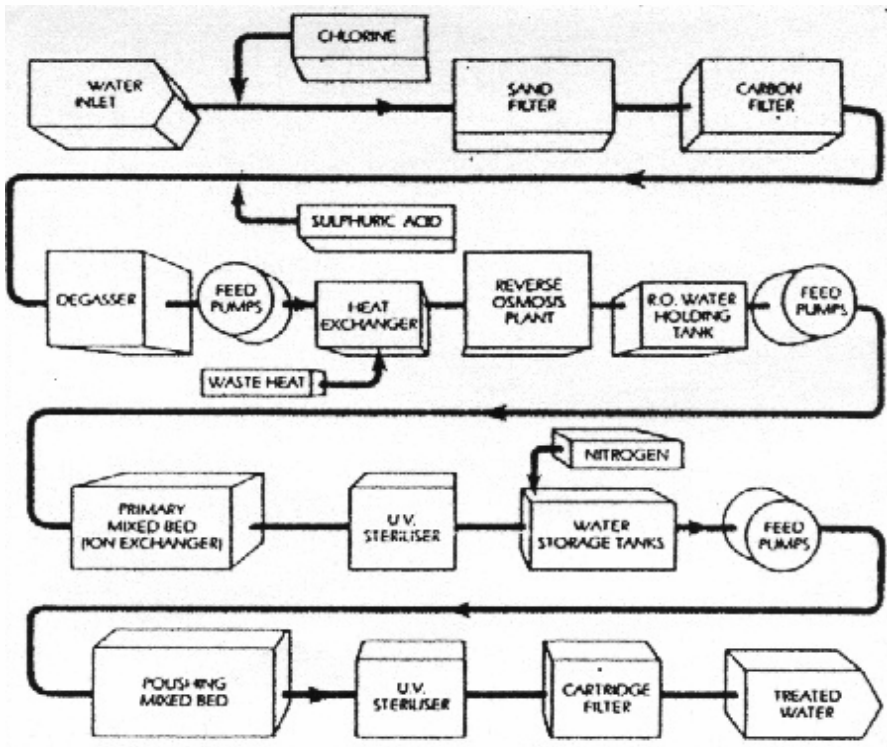 CHLORINE
WATER
INLET
SAND
FILTER
CARBON
FILTER
SULPHURIC ACID
DEGASSER
FEED
PUMPS
HEAT
EXCHANGER
REVERSE
OSMOSIS
PLANT
R.O. WATER
HOLDING
TANK
FEED
PUMPS
WASTE HEAT
NITROGEN
PRIMARY
MIXED BED
(ION EXCHANGER)
U.V.
STERILISER
WATER
STORAGE TANKS
FEED
PUMPS
POLISHING
MIXED BED
U.V.
STERILISER
CARTRIDGE
FILTER
TREATED
WATER